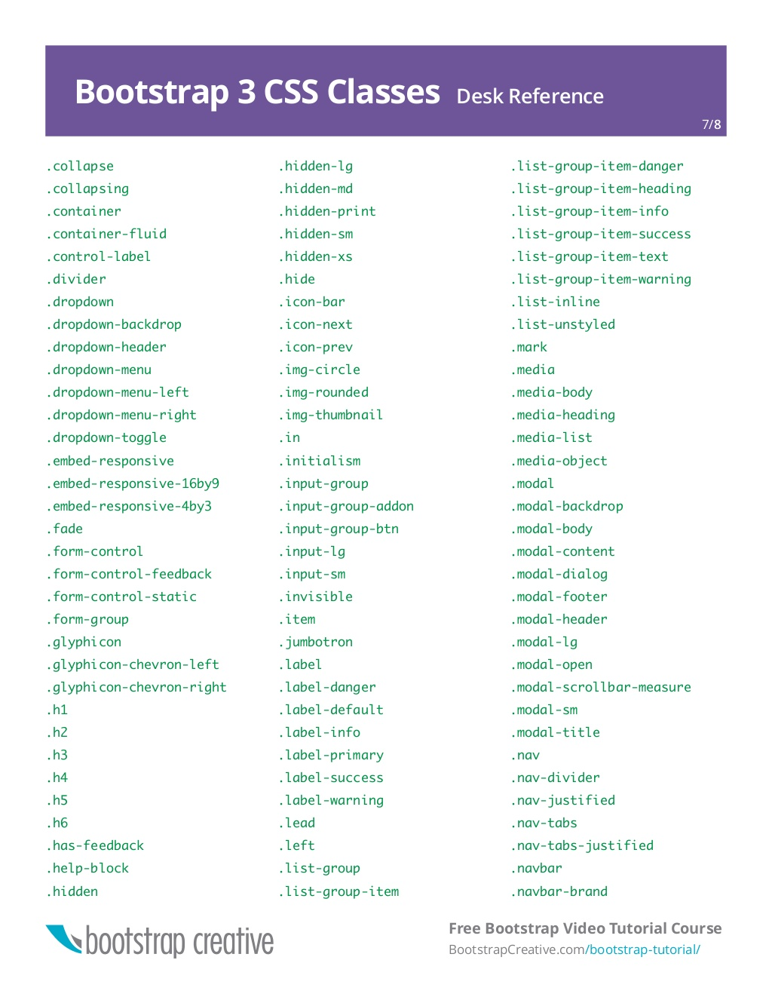 Bootstrap 3 CSS Classes Desk Reference
7/8
.collapse
.collapsing
.container
.container-fluid
.control-label
.divider
.dropdown
.dropdown-backdrop
.dropdown-header
.dropdown-menu
.dropdown-menu-left
.dropdown-menu-right
.dropdown-toggle
.embed-responsive
.embed-responsive-16by9
.embed-responsive-4by3
.fade
.form-control
.form-control-feedback
.form-control-static
.form-group
.glyphicon
.glyphicon-chevron-left
.glyphicon-chevron-right
.h1
.h2
.h3
.h4
.h5
.h6
.has-feedback
.help-block
.hidden
.hidden-lg
.hidden-md
.hidden-print
.hidden-sm
.hidden-xs
.hide
.icon-bar
.icon-next
.icon-prev
.img-circle
.img-rounded
.img-thumbnail
.in
.initialism
.input-group
.input-group-addon
.input-group-btn
.input-lg
.input-sm
.invisible
.item
.jumbotron
.label
.label-danger
.label-default
.label-info
.label-primary
.label-success
.label-warning
.lead
.left
.list-group
.list-group-item
.list-group-item-danger
.list-group-item-heading
.list-group-item-info
.list-group-item-success
.list-group-item-text
.list-group-item-warning
.list-inline
.list-unstyled
.mark
.media
.media-body
.media-heading
.media-list
.media-object
.modal
.modal-backdrop
.modal-body
.modal-content
.modal-dialog
.modal-footer
.modal-header
.modal-lg
.modal-open
.modal-scrollbar-measure
.modal-sm
.modal-title
.nav
.nav-divider
.nav-justified
.nav-tabs
.nav-tabs-justified
.navbar
.navbar-brand
bootstrap creative
Free Bootstrap Video Tutorial Course
BootstrapCreative.com/bootstrap-tutorial/